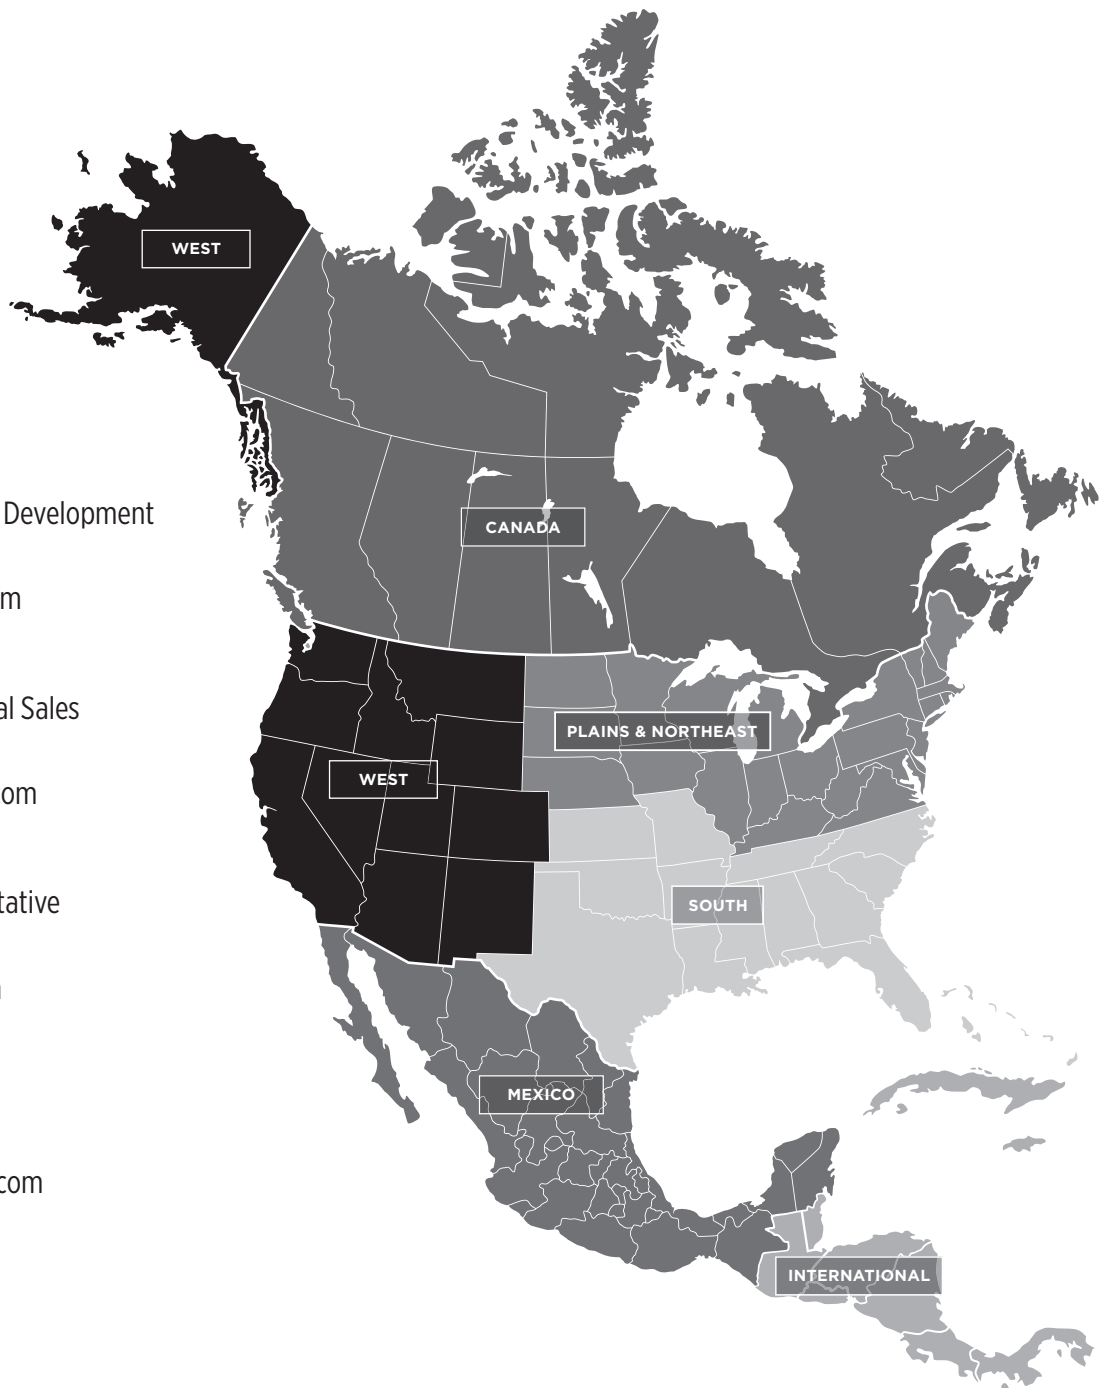 WEST
Development
CANADA
m
al Sales
PLAINS & NORTHEAST
WEST
om
tative
SOUTH
MEXICO
com
INTERNATIONAL